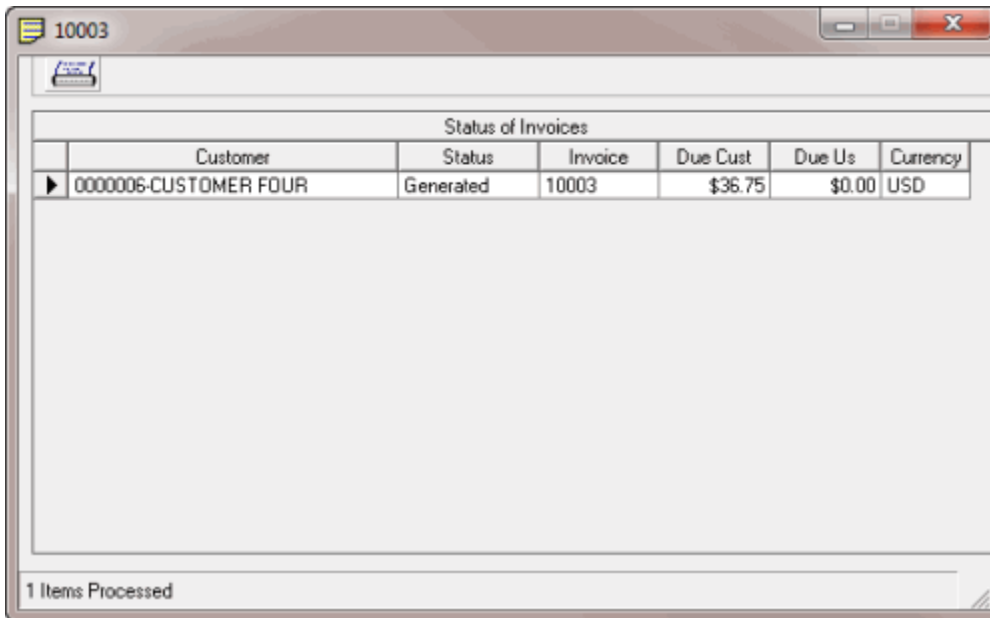 10003
Status of Invoices
Customer Status Invoice Due Cust Due Us Currency
0000006-CUSTOMER FOUR Generated 10003 $36.75 $0.00 USD
1 Items Processed